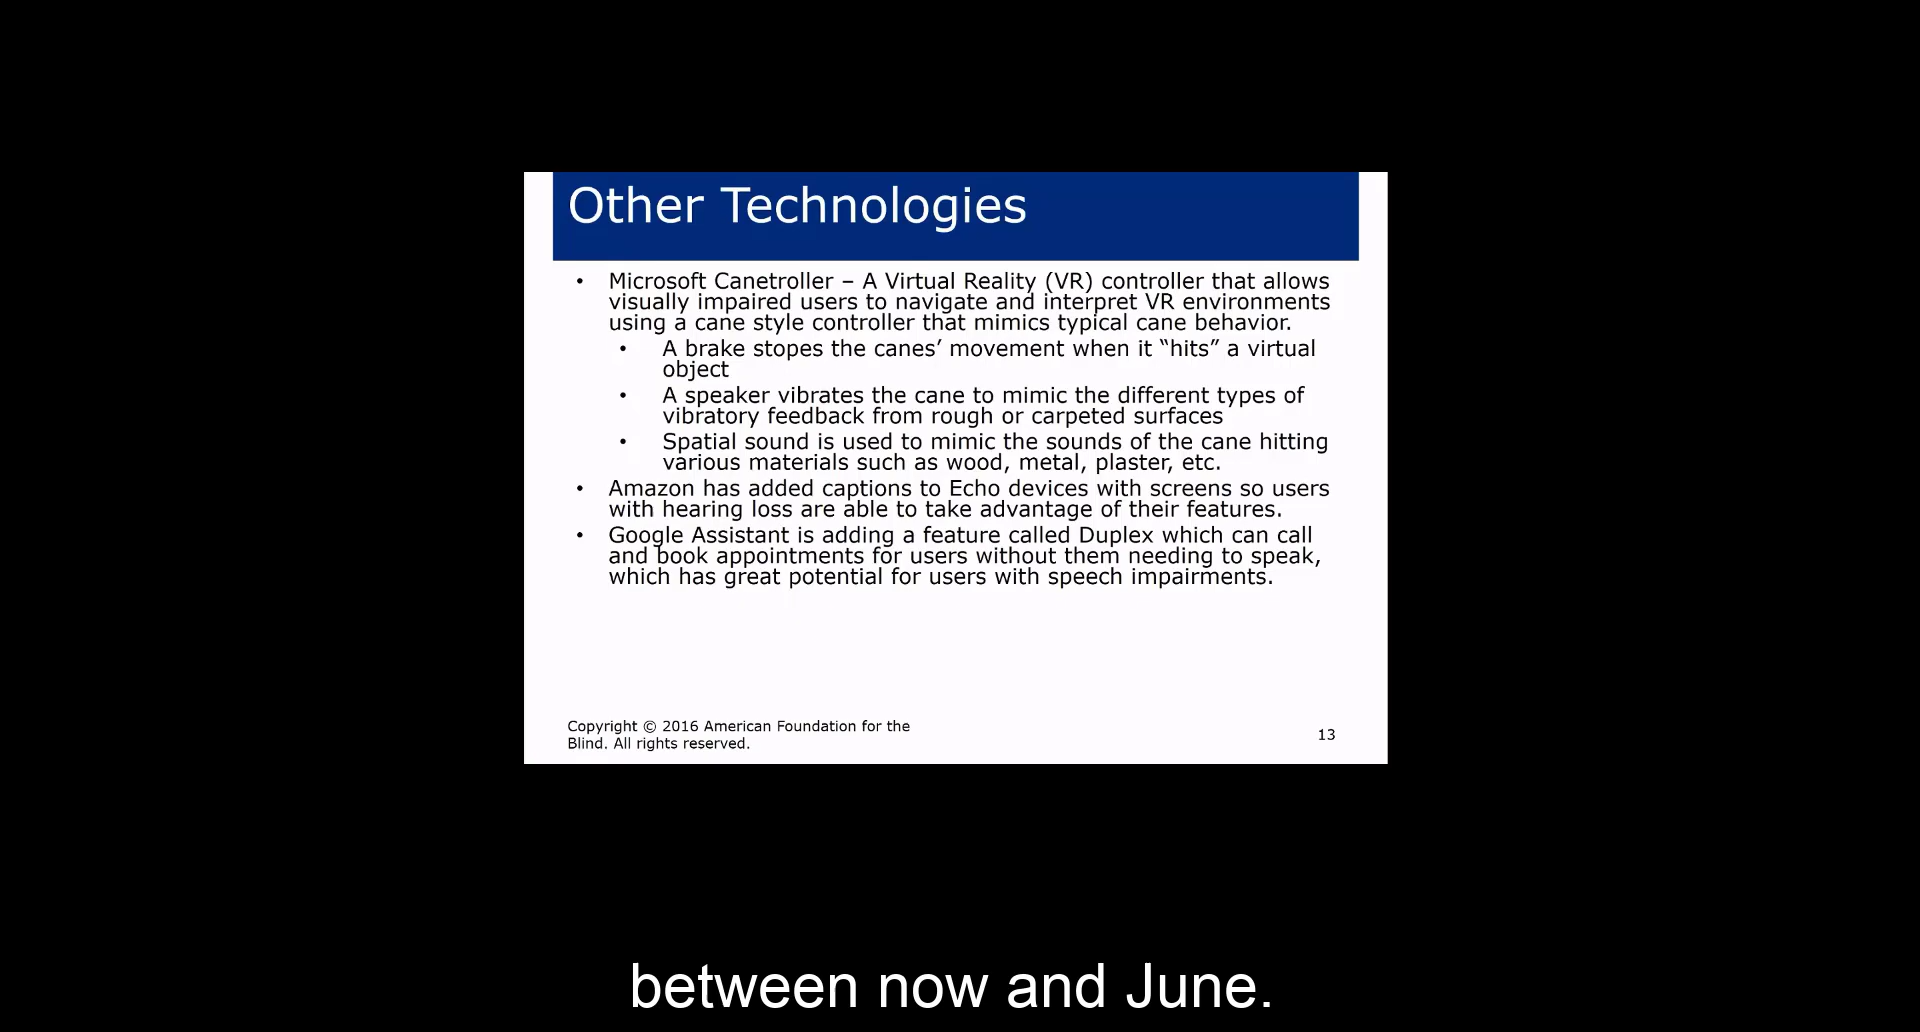 Other Technologies
• Microsoft Canetroller – A Virtual Reality (VR) controller that allows
visually impaired users to navigate and interpret VR environments
using a cane style controller that mimics typical cane behavior.
• A brake stopes the canes’ movement when it “hits” a virtual
object
• A speaker vibrates the cane to mimic the different types of
vibratory feedback from rough or carpeted surfaces
• Spatial sound is used to mimic the sounds of the cane hitting
various materials such as wood, metal, plaster, etc.
• Amazon has added captions to Echo devices with screens so users
with hearing loss are able to take advantage of their features.
• Google Assistant is adding a feature called Duplex which can call
and book appointments for users without them needing to speak,
which has great potential for users with speech impairments.
Copyright © 2016 American Foundation for the
Blind. All rights reserved.
13
between now and June.